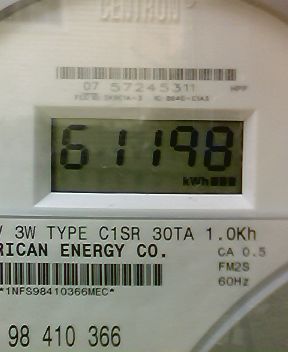 CENTRON
07 57245311
61198
kWh
3W TYPE C1SR 30TA 1.0Kh
RICAN ENERGY CO.
CA 0.5
FM2S
60Hz
*1NFS98410366MEC*
98 410 366